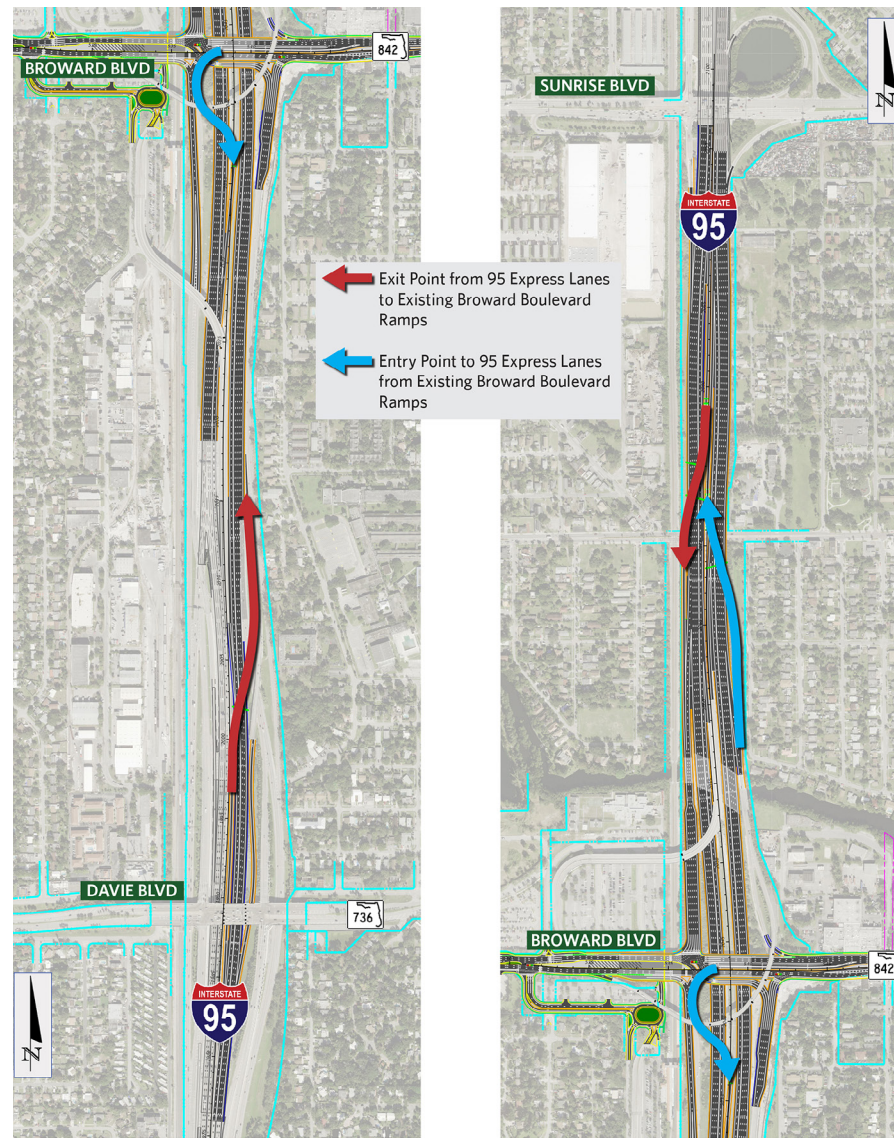 842
BROWARD BLVD
SUNRISE BLVD
N
INTERSTATE
95
Exit Point from 95 Express Lanes
to Existing Broward Boulevard
Ramps
Entry Point to 95 Express Lanes
from Existing Broward Boulevard
Ramps
DAVIE BLVD
736
INTERSTATE
95
N
BROWARD BLVD
842